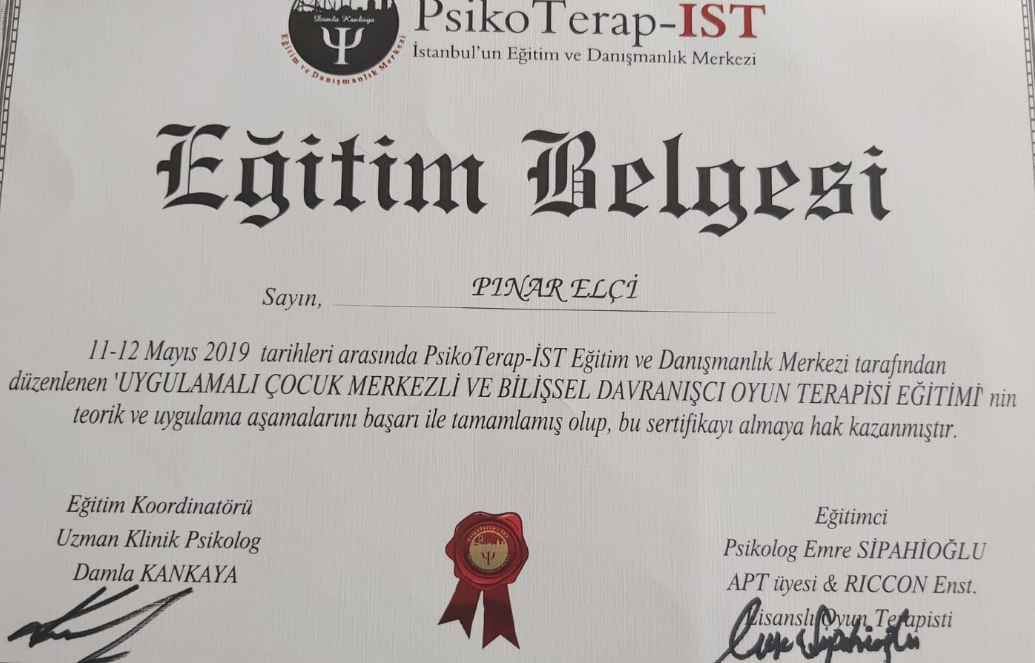 Damla Kankaya
Eğitim ve Danışmanlık Merkezi
PsikoTerap-IST
İstanbul'un Eğitim ve Danışmanlık Merkezi
Eğitim Belgesi
Sayın, PINAR ELÇİ
11-12 Mayıs 2019 tarihleri arasında PsikoTerap-İST Eğitim ve Danışmanlık Merkezi tarafından
düzenlenen 'UYGULAMALI ÇOCUK MERKEZLİ VE BİLİŞSEL DAVRANIŞÇI OYUN TERAPİSİ EĞİTİMİ' nin
teorik ve uygulama aşamalarını başarı ile tamamlamış olup, bu sertifikayı almaya hak kazanmıştır.
Eğitim Koordinatörü
Uzman Klinik Psikolog
Damla KANKAYA
Eğitimci
Psikolog Emre SİPAHİOĞLU
APT üyesi & RICCON Enst.
Lisanslı Oyun Terapisti